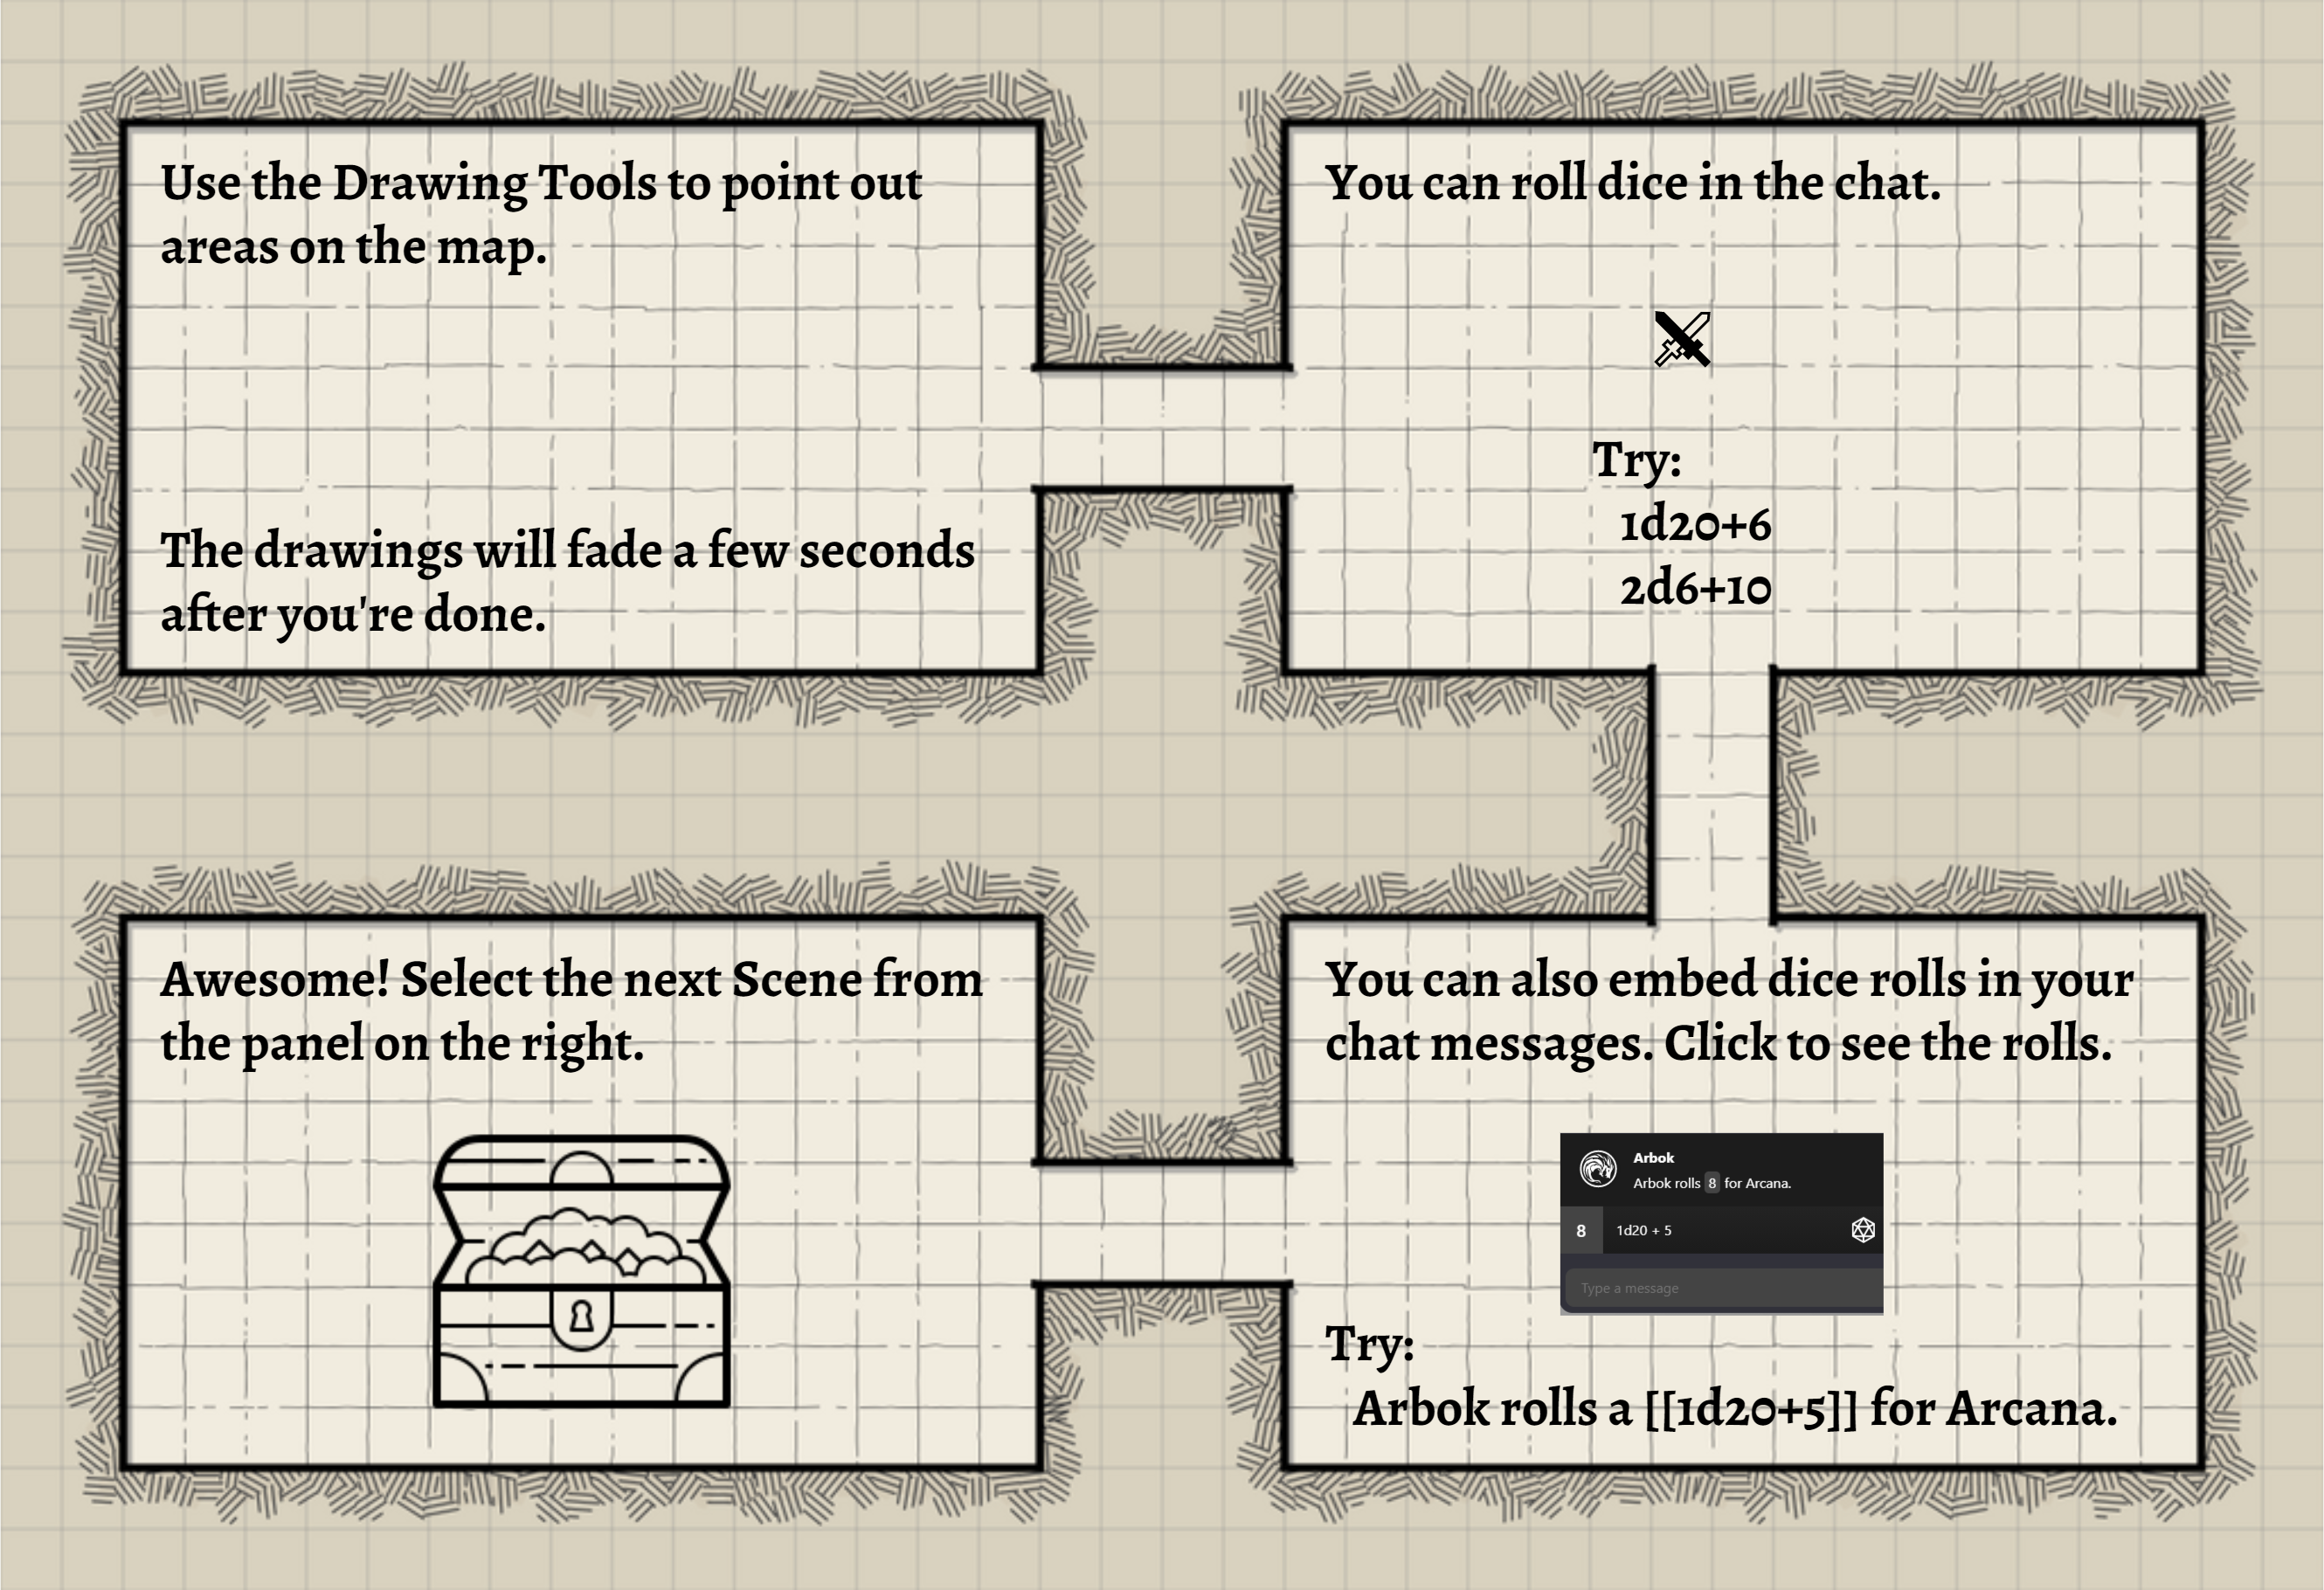 Use the Drawing Tools to point out
areas on the map.
The drawings will fade a few seconds
after you're done.
You can roll dice in the chat.
Try:
1d20+6
2d6+10
You can also embed dice rolls in your
chat messages. Click to see the rolls.
Arbok
Arbok rolls 8 for Arcana.
8 1d20 + 5
Type a message
Try:
Arbok rolls a [[1d20+5]] for Arcana.
Awesome! Select the next Scene from
the panel on the right.